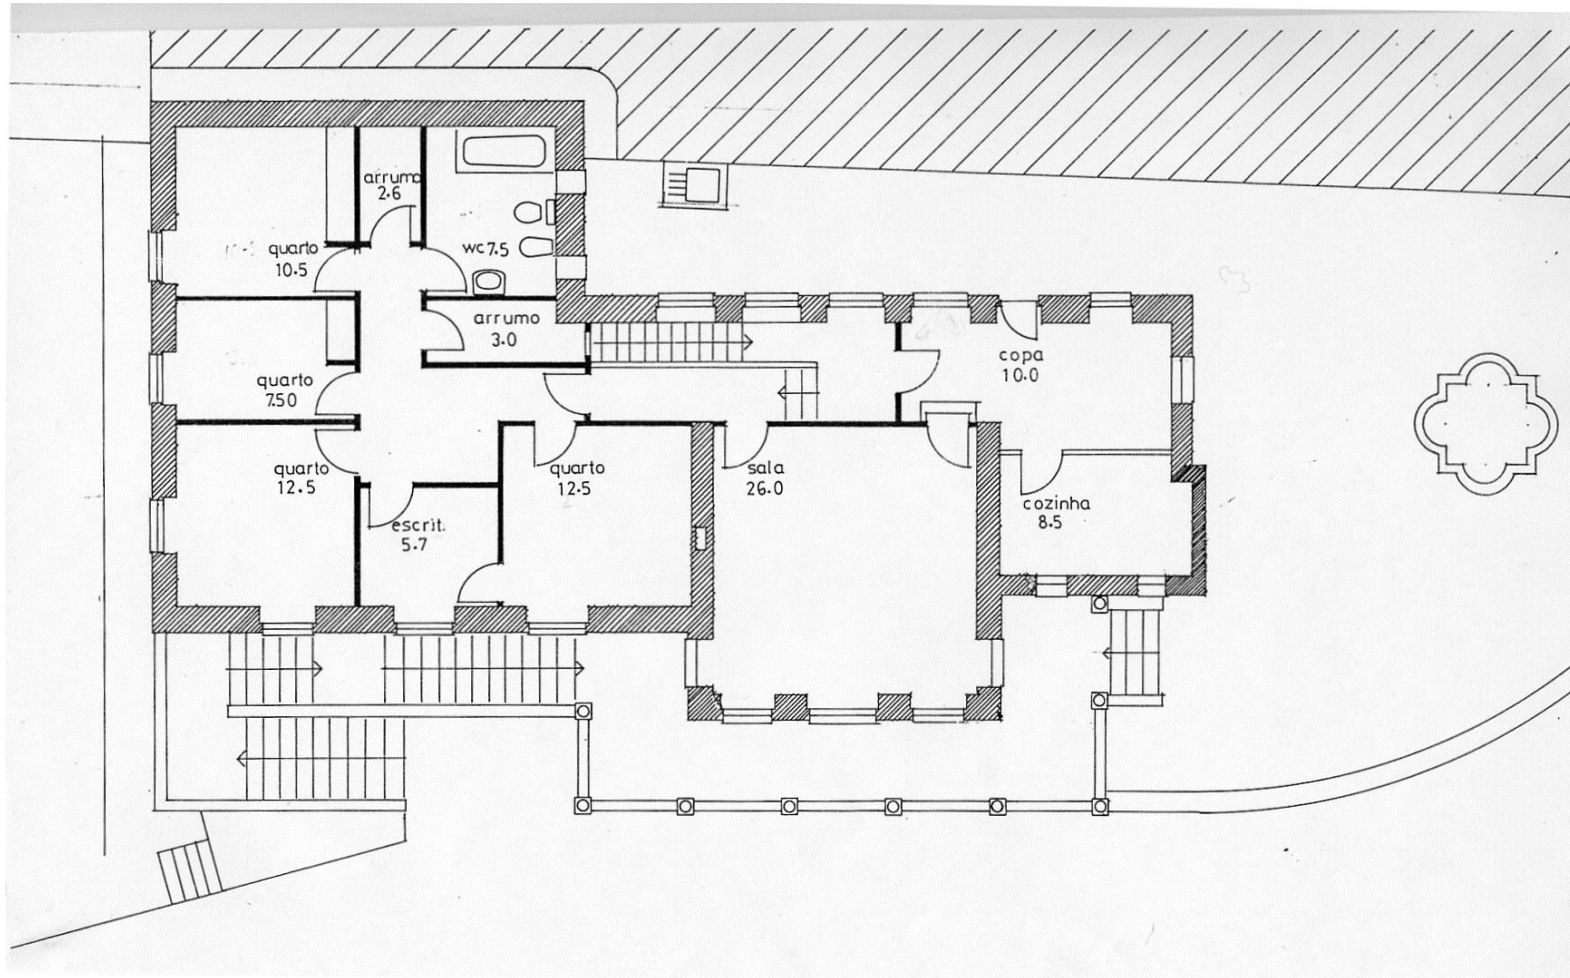 arrumo
2.6
quarto
10.5
wc 7.5
arrumo
3.0
quarto
7.50
copa
10.0
quarto
12.5
quarto
12.5
sala
26.0
escrit.
5.7
cozinha
8.5